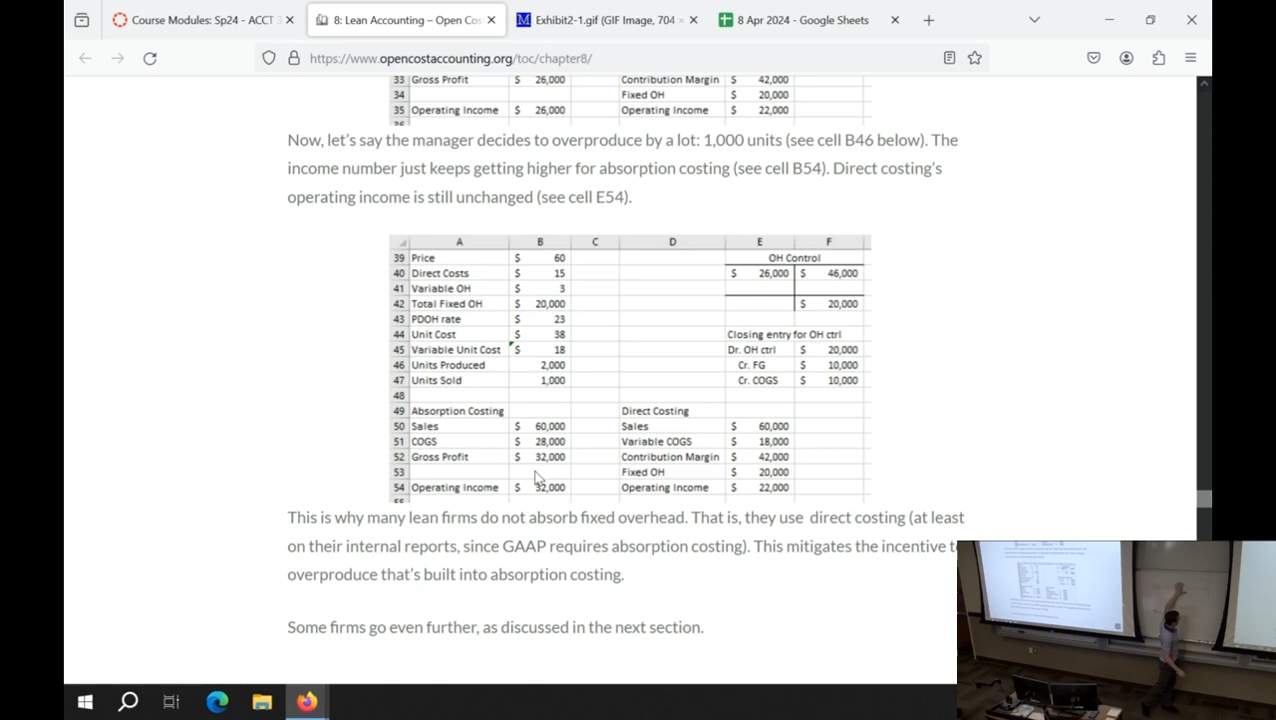 Course Modules: Sp24 - ACCT 3
8: Lean Accounting – Open Cos
Exhibit2-1.gif (GIF Image, 704 ×
8 Apr 2024 - Google Sheets
https://www.opencostaccounting.org/toc/chapter8/
33 Gross Profit $ 26,000 Contribution Margin $ 42,000
34 Fixed OH $ 20,000
35 Operating Income $ 26,000 Operating Income $ 22,000
Now, let's say the manager decides to overproduce by a lot: 1,000 units (see cell B46 below). The
income number just keeps getting higher for absorption costing (see cell B54). Direct costing's
operating income is still unchanged (see cell E54).
A B C D E F
39 Price $ 60 OH Control
40 Direct Costs $ 15 $ 26,000 $ 46,000
41 Variable OH $ 3
42 Total Fixed OH $ 20,000 $ 20,000
43 PDOH rate $ 23
44 Unit Cost $ 38 Closing entry for OH ctrl
45 Variable Unit Cost $ 18 Dr. OH ctrl $ 20,000
46 Units Produced 2,000 Cr. FG $ 10,000
47 Units Sold 1,000 Cr. COGS $ 10,000
48
49 Absorption Costing Direct Costing
50 Sales $ 60,000 Sales $ 60,000
51 COGS $ 28,000 Variable COGS $ 18,000
52 Gross Profit $ 32,000 Contribution Margin $ 42,000
53 Fixed OH $ 20,000
54 Operating Income $ 32,000 Operating Income $ 22,000
This is why many lean firms do not absorb fixed overhead. That is, they use direct costing (at least
on their internal reports, since GAAP requires absorption costing). This mitigates the incentive t
overproduce that's built into absorption costing.
Some firms go even further, as discussed in the next section.